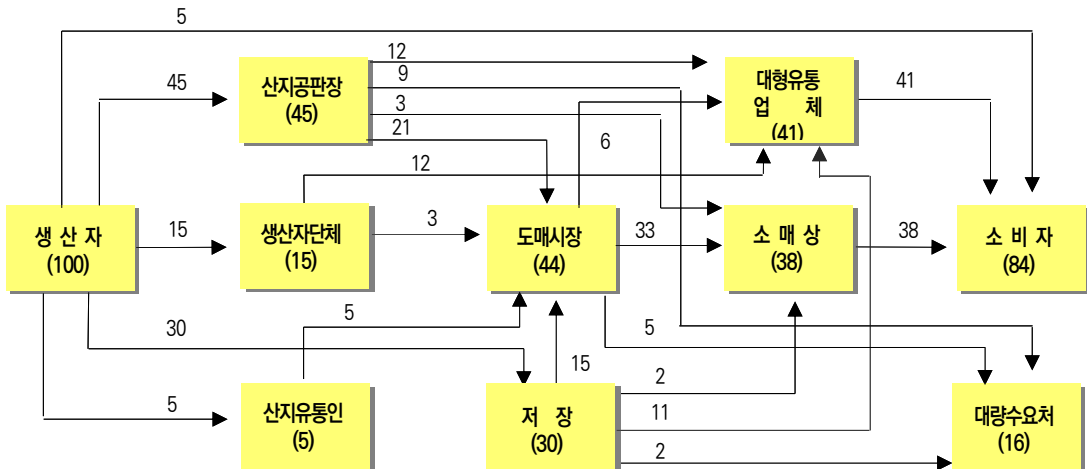 5
45
산지공판장
(45)
12
9
3
21
대형유통
업 체
(41)
41
6
12
생 산 자
(100)
15
생산자단체
(15)
3
도매시장
(44)
33
소 매 상
(38)
38
소 비 자
(84)
30
5
15
5
2
11
2
5
산지유통인
(5)
저 장
(30)
대량수요처
(16)